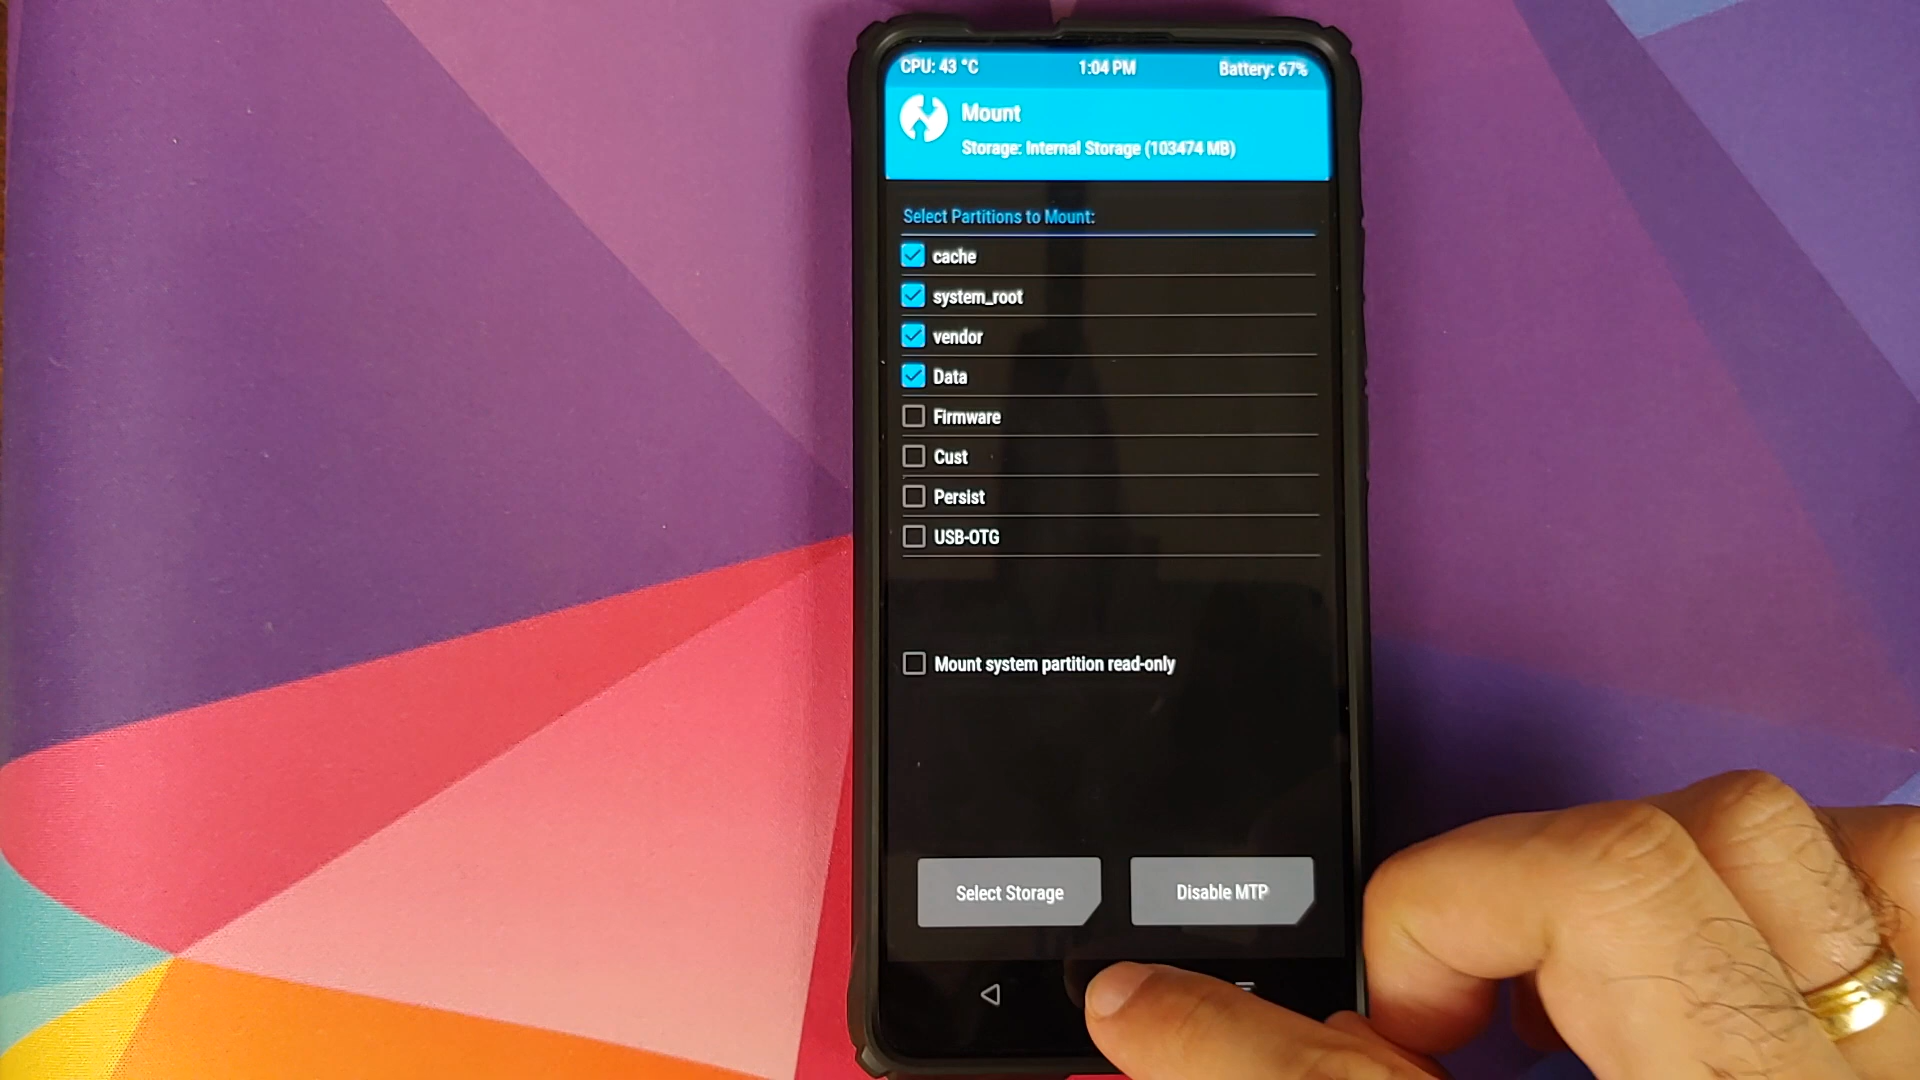 CPU: 43 °C 1:04 PM Battery: 67%
Mount
Storage: Internal Storage (103474 MB)
Select Partitions to Mount:
cache
system_root
vendor
Data
Firmware
Cust
Persist
USB-OTG
Mount system partition read-only
Select Storage Disable MTP